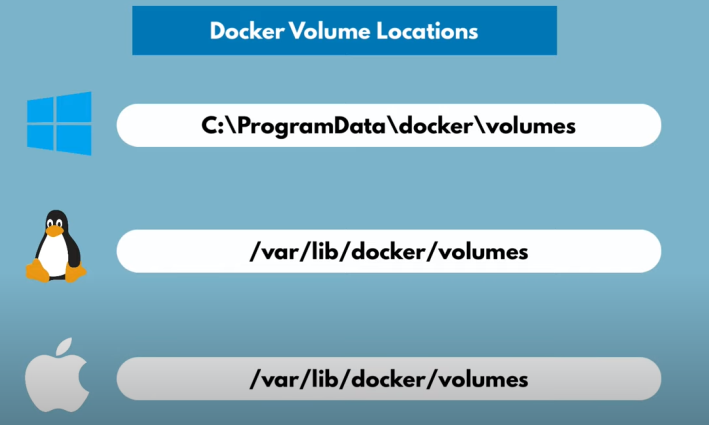 Docker Volume Locations
C:\ProgramData\docker\volumes
/var/lib/docker/volumes
/var/lib/docker/volumes